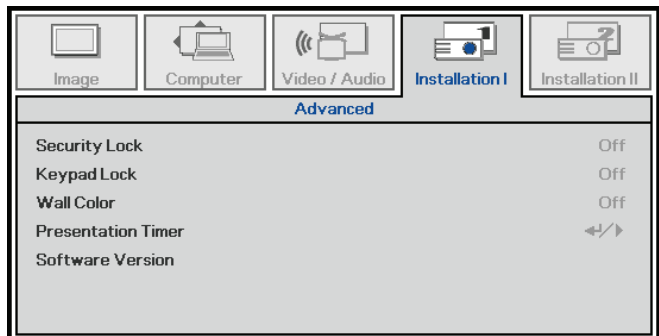 Image
Computer
Video / Audio
Installation I
Installation II
Advanced
Security Lock Off
Keypad Lock Off
Wall Color Off
Presentation Timer
Software Version